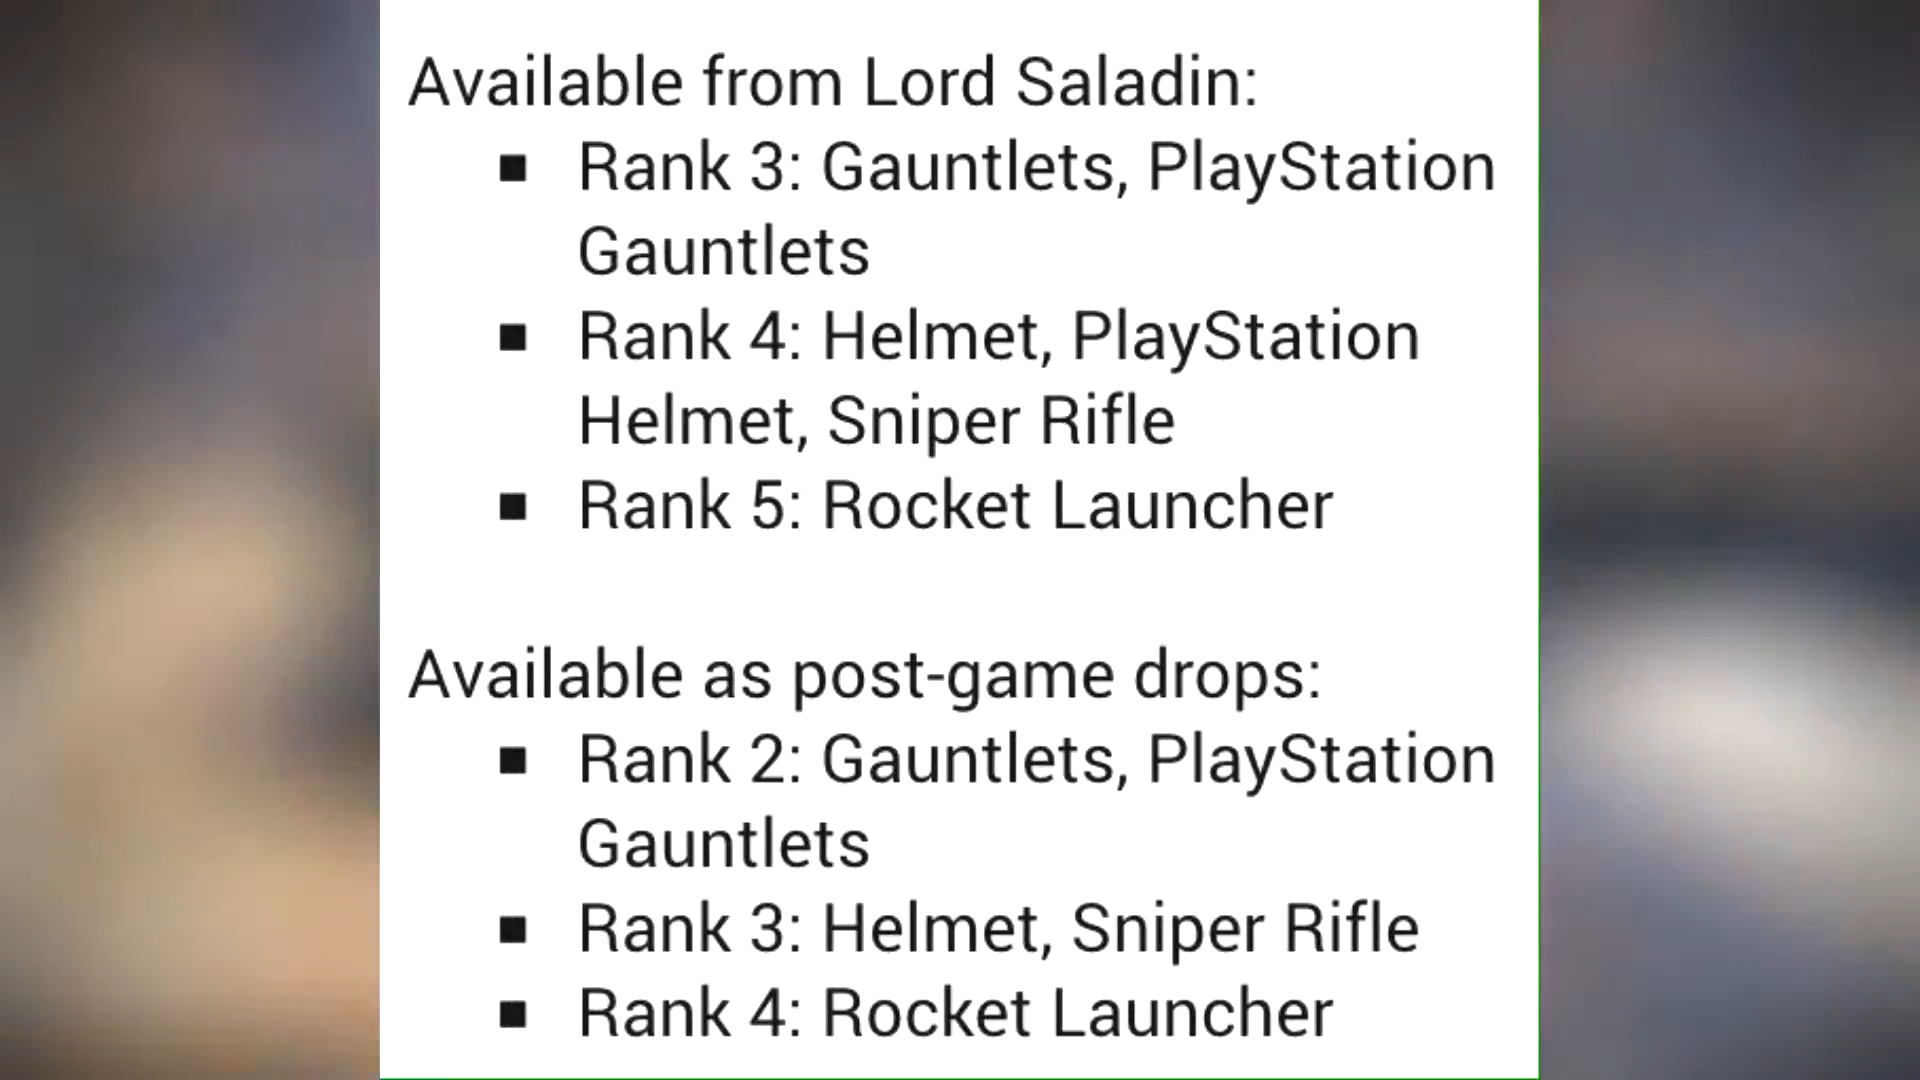 Available from Lord Saladin:
▪ Rank 3: Gauntlets, PlayStation
Gauntlets
▪ Rank 4: Helmet, PlayStation
Helmet, Sniper Rifle
▪ Rank 5: Rocket Launcher
Available as post-game drops:
▪ Rank 2: Gauntlets, PlayStation
Gauntlets
▪ Rank 3: Helmet, Sniper Rifle
▪ Rank 4: Rocket Launcher